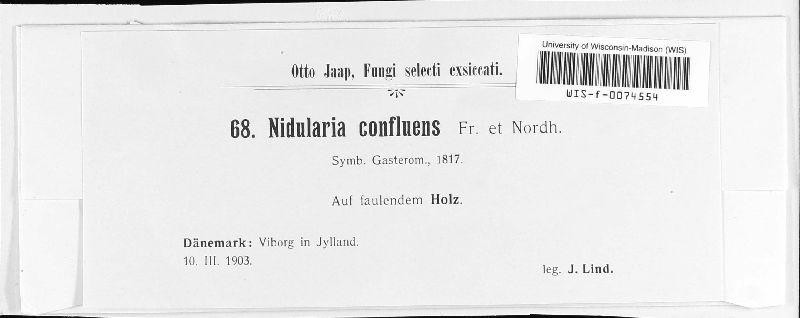 University of Wisconsin-Madison (WIS)
WIS-f-0074554
Otto Jaap, Fungi selecti exsiccati.
68. Nidularia confluens Fr. et Nordh.
Symb. Gasterom., 1817.
Auf faulendem Holz.
Dänemark: Viborg in Jylland.
10. III. 1903.
leg. J. Lind.